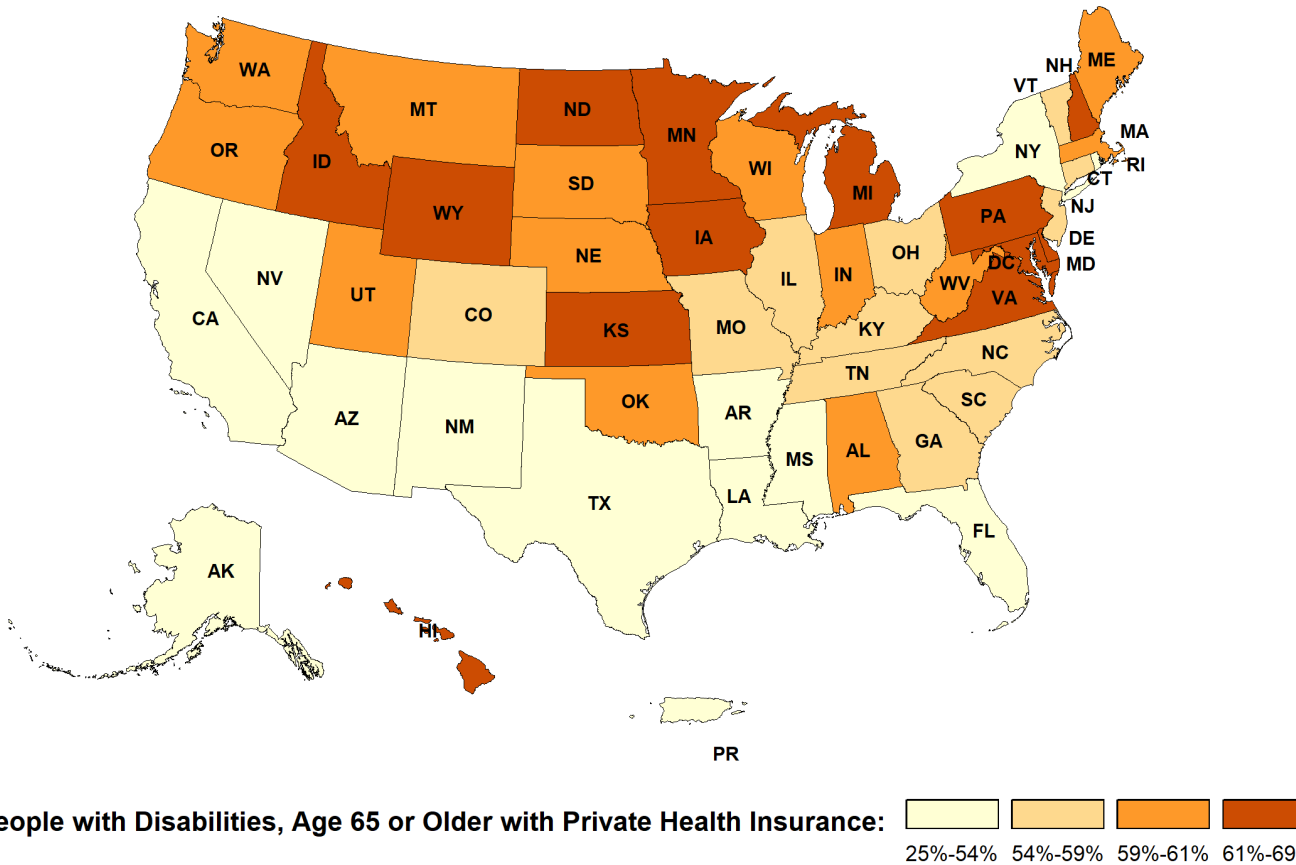 WA
MT
ND
MN
ME
NH
VT
OR
ID
WY
SD
WI
MI
NY
MA
RI
CT
NE
IA
PA
NJ
DE
MD
DC
NV
UT
CO
KS
MO
IL
IN
OH
WV
VA
KY
CA
AZ
NM
OK
AR
TN
NC
SC
TX
LA
MS
AL
GA
FL
AK
HI
PR
eople with Disabilities, Age 65 or Older with Private Health Insurance:
25%-54% 54%-59% 59%-61% 61%-69